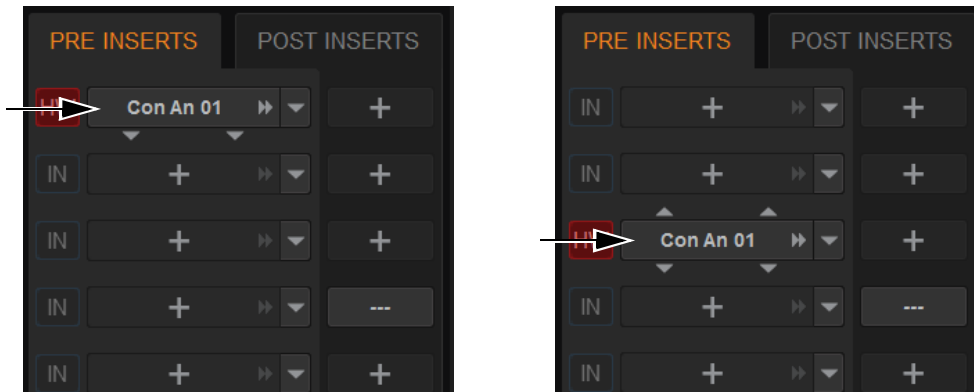 PRE INSERTS POST INSERTS
Con An 01 +
IN + +
IN + +
IN + ---
IN + +
PRE INSERTS POST INSERTS
IN + +
IN + +
Con An 01 +
IN + ---
IN + +